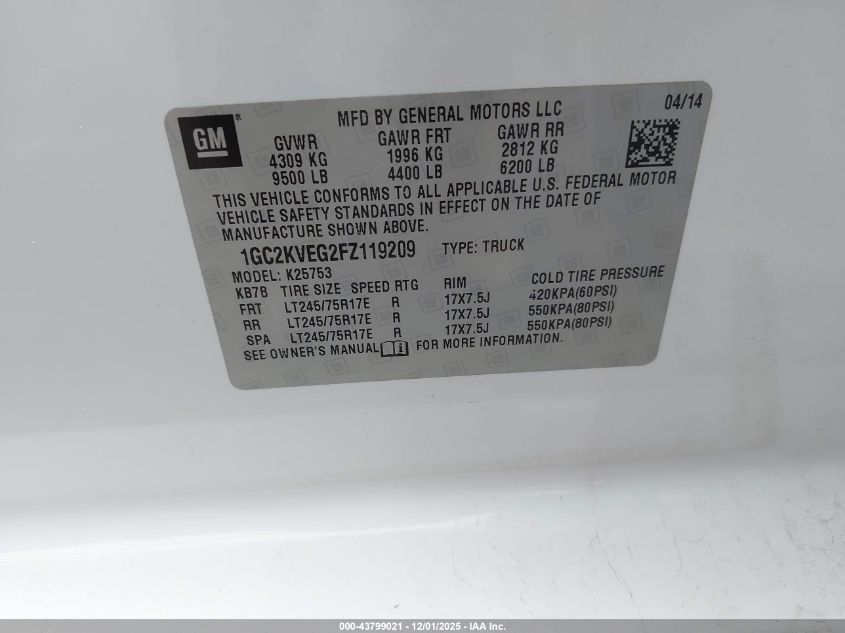 GM®
MFD BY GENERAL MOTORS LLC 04/14
GVWR GAWR FRT GAWR RR
4309 KG 1996 KG 2812 KG
9500 LB 4400 LB 6200 LB
THIS VEHICLE CONFORMS TO ALL APPLICABLE U.S. FEDERAL MOTOR
VEHICLE SAFETY STANDARDS IN EFFECT ON THE DATE OF
MANUFACTURE SHOWN ABOVE.
1GC2KVEG2FZ119209 TYPE: TRUCK
MODEL: K25753
KB7B TIRE SIZE SPEED RTG RIM COLD TIRE PRESSURE
FRT LT245/75R17E R 17X7.5J 420KPA(60PSI)
RR LT245/75R17E R 17X7.5J 550KPA(80PSI)
SPA LT245/75R17E R 17X7.5J 550KPA(80PSI)
SEE OWNER'S MANUAL i FOR MORE INFORMATION.
000-43799021 - 12/01/2025 - IAA Inc.